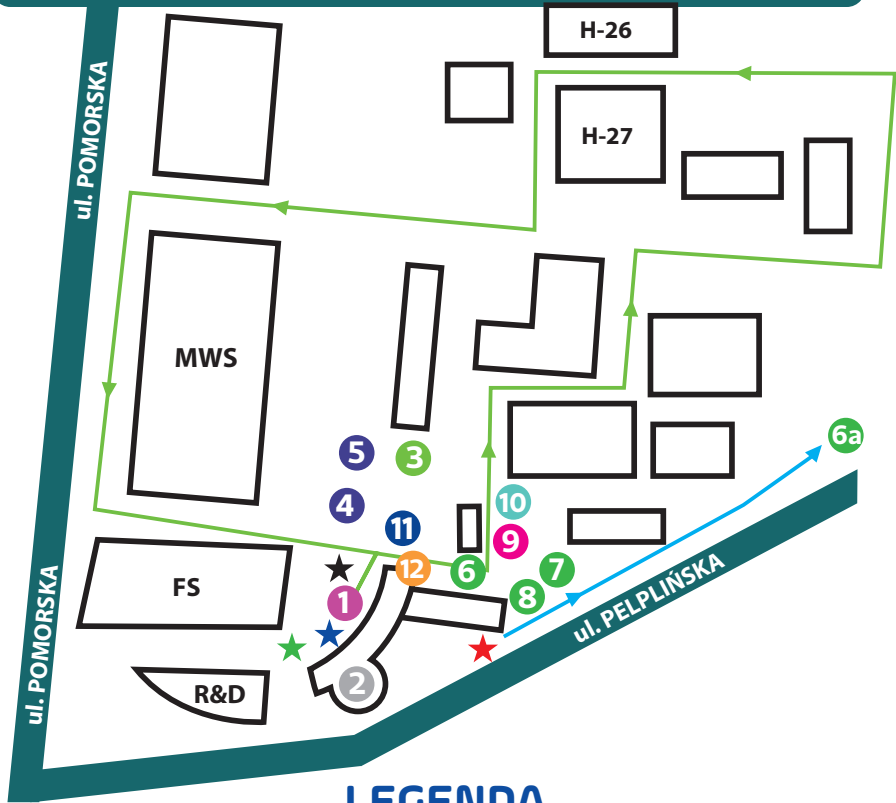 H-26
ul. POMORSKA
H-27
MWS
5
3
6a
4
10
11
9
12
6
7
FS
1
8
ul. PELPLIŃSKA
ul. POMORSKA
R&D
2
LEGENDA